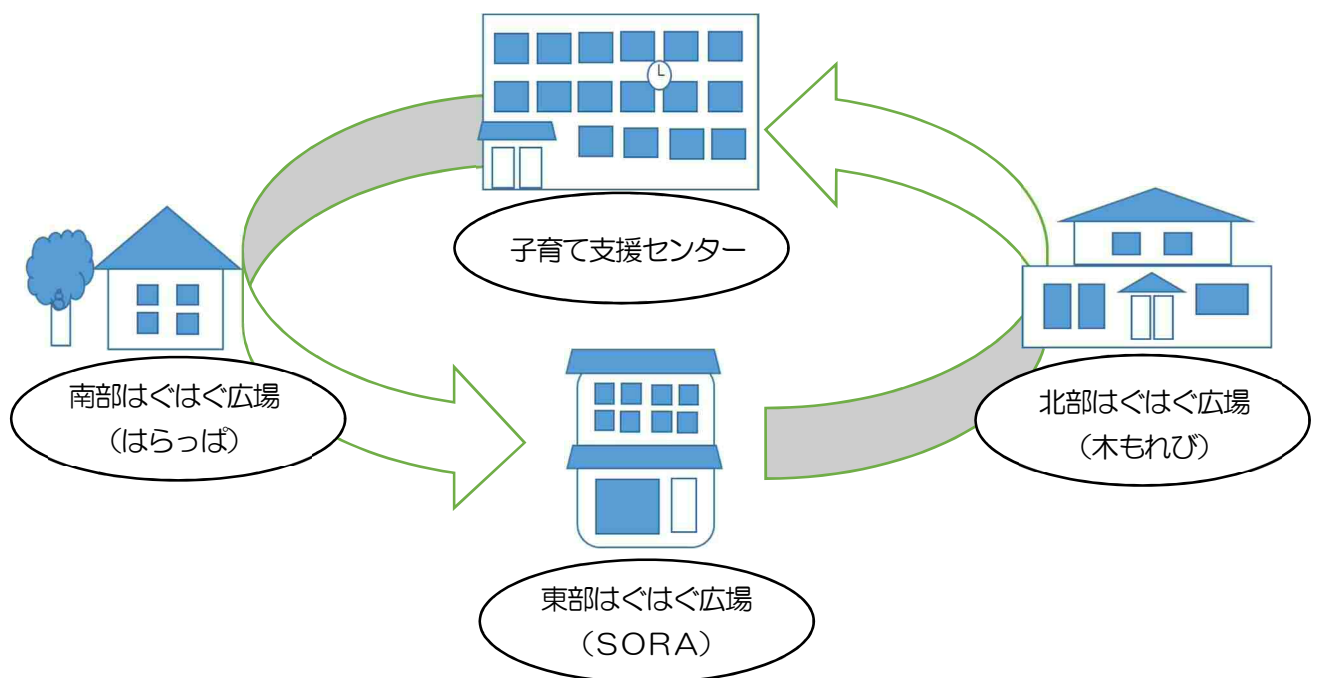 子育て支援センター
南部はぐはぐ広場
（はらっぱ）
北部はぐはぐ広場
（木もれび）
東部はぐはぐ広場
（ＳＯＲＡ）